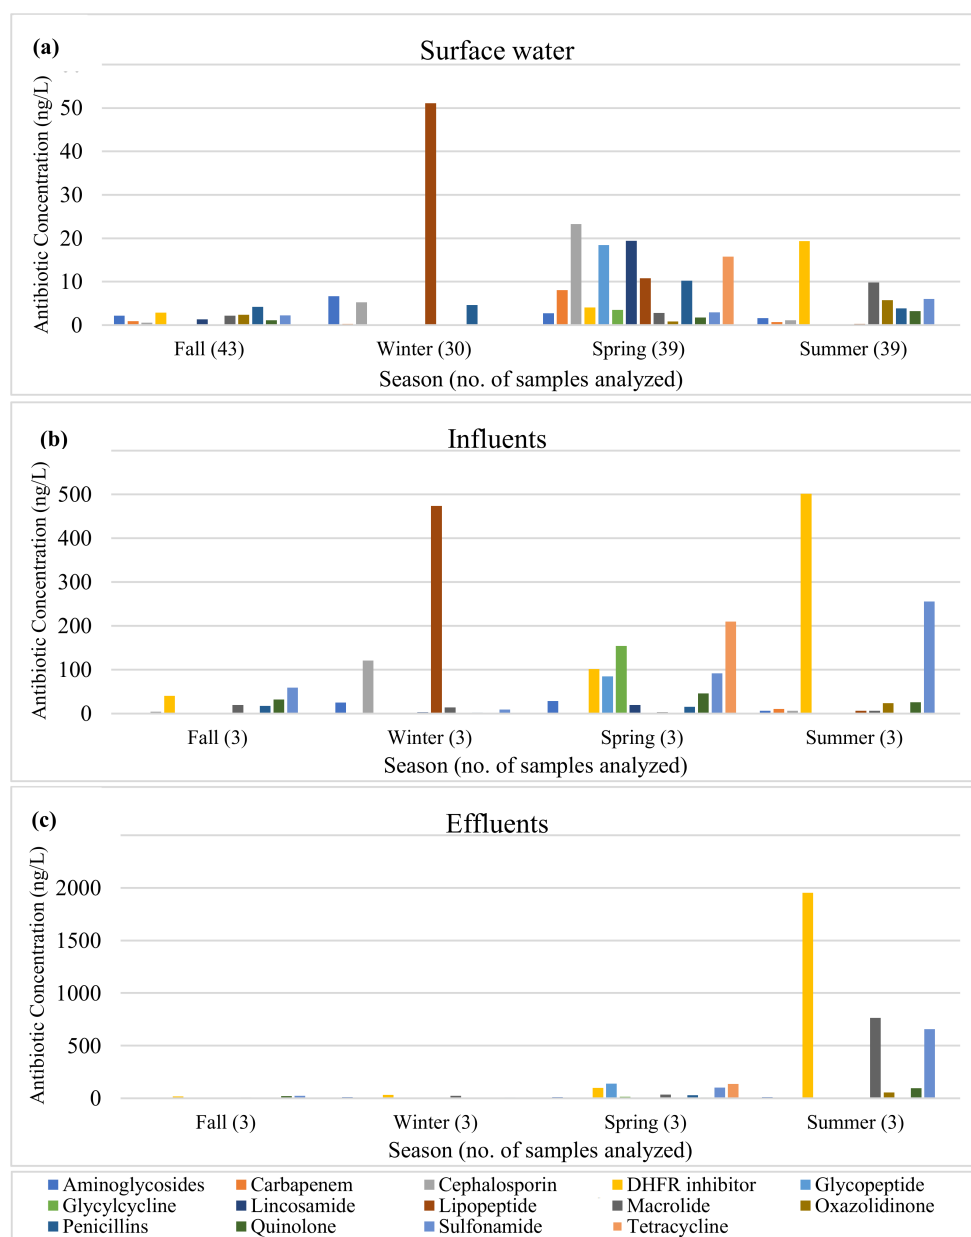 (a)
Surface water
Antibiotic Concentration (ng/L)
50
40
30
20
10
0
Fall (43)
Winter (30)
Spring (39)
Summer (39)
Season (no. of samples analyzed)
(b)
Influents
Antibiotic Concentration (ng/L)
500
400
300
200
100
0
Fall (3)
Winter (3)
Spring (3)
Summer (3)
Season (no. of samples analyzed)
(c)
Effluents
Antibiotic Concentration (ng/L)
2000
1500
1000
500
0
Fall (3)
Winter (3)
Spring (3)
Summer (3)
Season (no. of samples analyzed)
Aminoglycosides Carbapenem Cephalosporin DHFR inhibitor Glycopeptide
Glycylcycline Lincosamide Lipopeptide Macrolide Oxazolidinone
Penicillins Quinolone Sulfonamide Tetracycline